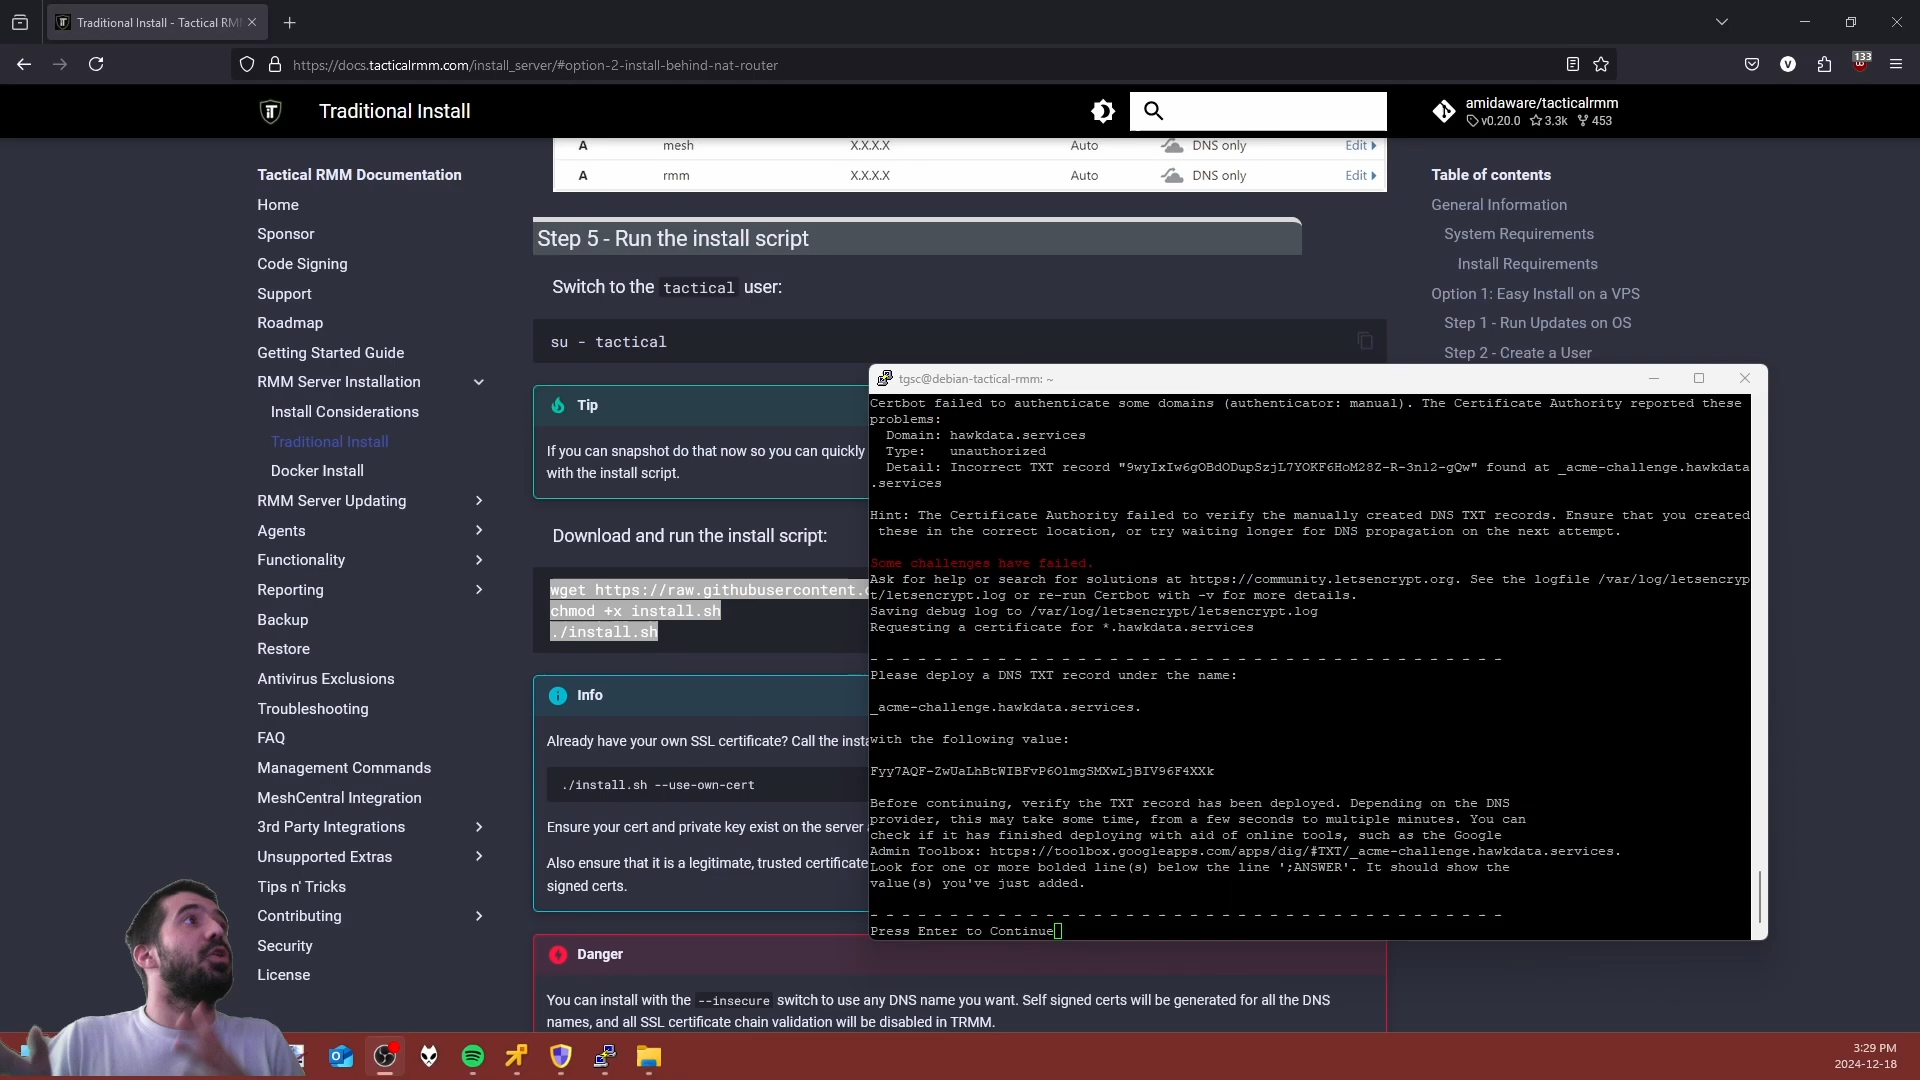 Traditional Install - Tactical RM
https://docs.tacticalrmm.com/install_server/#option-2-install-behind-nat-router
133
Traditional Install
amidaware/tacticalrmm
v0.20.0 3.3k 453
Tactical RMM Documentation
Home
Sponsor
Code Signing
Support
Roadmap
Getting Started Guide
RMM Server Installation
Install Considerations
Traditional Install
Docker Install
RMM Server Updating
Agents
Functionality
Reporting
Backup
Restore
Antivirus Exclusions
Troubleshooting
FAQ
Management Commands
MeshCentral Integration
3rd Party Integrations
Unsupported Extras
Tips n' Tricks
Contributing
Security
License
A mesh X.X.X.X Auto DNS only Edit
A rmm X.X.X.X Auto DNS only Edit
Step 5 - Run the install script
Switch to the tactical user:
su - tactical
Tip
If you can snapshot do that now so you can quickly
with the install script.
Download and run the install script:
wget https://raw.githubusercontent.
chmod +x install.sh
./install.sh
Info
Already have your own SSL certificate? Call the insta
./install.sh --use-own-cert
Ensure your cert and private key exist on the server
Also ensure that it is a legitimate, trusted certificate
signed certs.
Danger
You can install with the --insecure switch to use any DNS name you want. Self signed certs will be generated for all the DNS
names, and all SSL certificate chain validation will be disabled in TRMM.
Table of contents
General Information
System Requirements
Install Requirements
Option 1: Easy Install on a VPS
Step 1 - Run Updates on OS
Step 2 - Create a User
tgsc@debian-tactical-rmm: ~
Certbot failed to authenticate some domains (authenticator: manual). The Certificate Authority reported these
problems:
Domain: hawkdata.services
Type: unauthorized
Detail: Incorrect TXT record "9wyIxIw6gOBdODupSzjL7YOKF6HoM28Z-R-3n12-gQw" found at _acme-challenge.hawkdata
.services
Hint: The Certificate Authority failed to verify the manually created DNS TXT records. Ensure that you created
these in the correct location, or try waiting longer for DNS propagation on the next attempt.
Some challenges have failed.
Ask for help or search for solutions at https://community.letsencrypt.org. See the logfile /var/log/letsencryp
t/letsencrypt.log or re-run Certbot with -v for more details.
Saving debug log to /var/log/letsencrypt/letsencrypt.log
Requesting a certificate for *.hawkdata.services
- - - - - - - - - - - - - - - - - - - - - - - - - - - - - - - - - - - - - - - -
Please deploy a DNS TXT record under the name:
_acme-challenge.hawkdata.services.
with the following value:
Fyy7AQF-ZwUaLhBtWIBFvP6OlmgSMXwLjBIV96F4XXk
Before continuing, verify the TXT record has been deployed. Depending on the DNS
provider, this may take some time, from a few seconds to multiple minutes. You can
check if it has finished deploying with aid of online tools, such as the Google
Admin Toolbox: https://toolbox.googleapps.com/apps/dig/#TXT/_acme-challenge.hawkdata.services.
Look for one or more bolded line(s) below the line ';ANSWER'. It should show the
value(s) you've just added.
- - - - - - - - - - - - - - - - - - - - - - - - - - - - - - - - - - - - - - - -
Press Enter to Continue
3:29 PM
2024-12-18